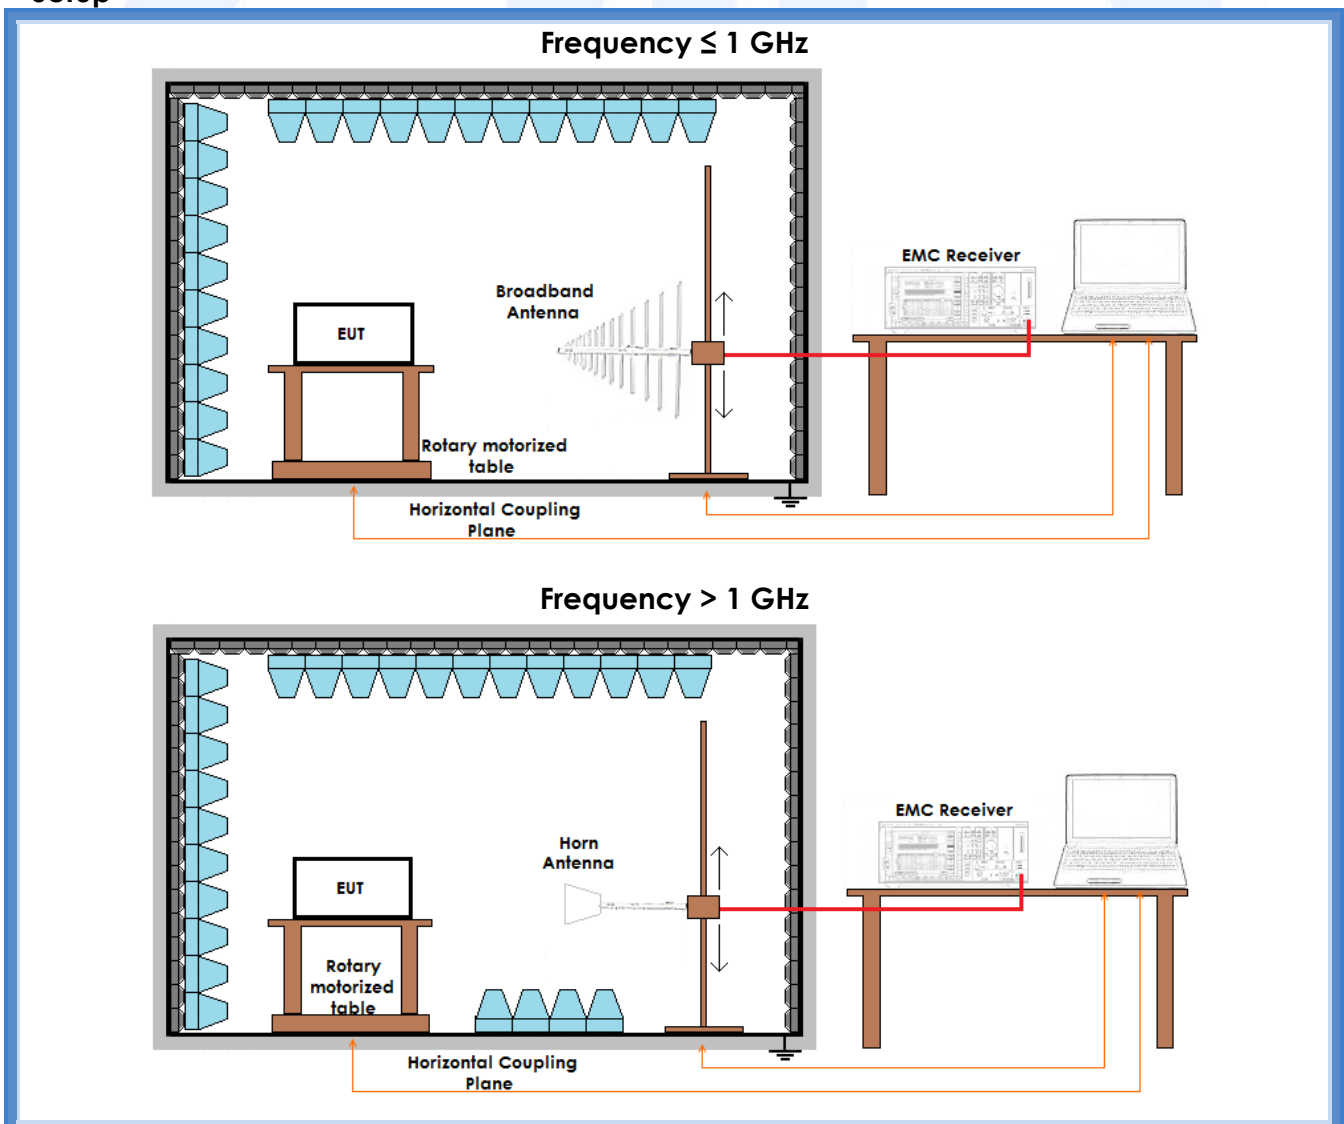 Setup
Frequency ≤ 1 GHz
EMC Receiver
Broadband
Antenna
EUT
Rotary motorized
table
Horizontal Coupling
Plane
Frequency > 1 GHz
EMC Receiver
Horn
Antenna
EUT
Rotary
motorized
table
Horizontal Coupling
Plane